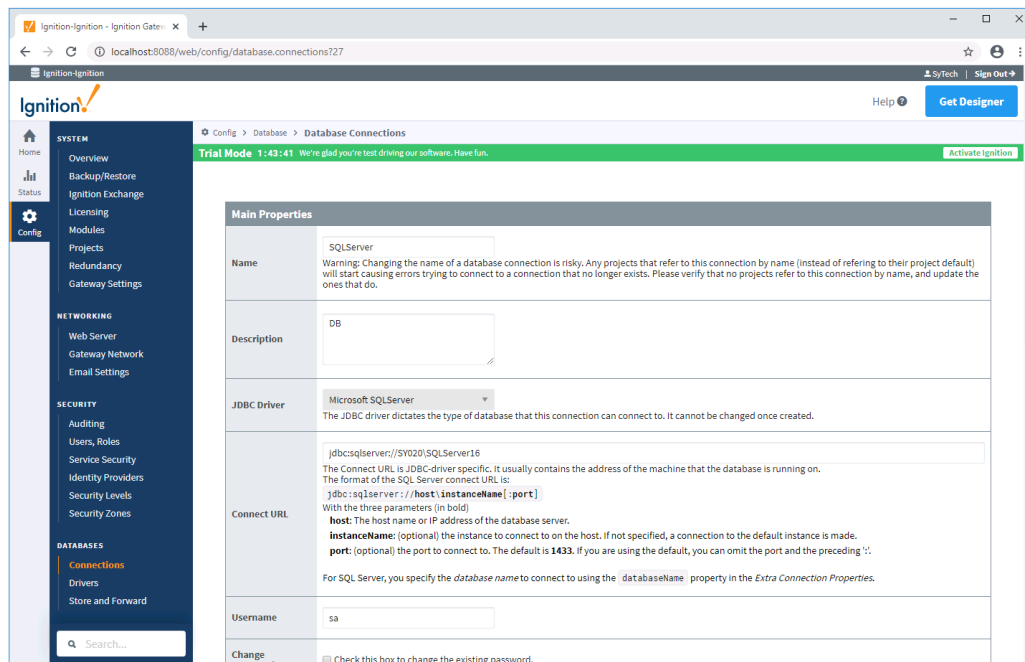 Ignition-Ignition - Ignition Gatew
localhost:8088/web/config/database.connections?27
Ignition-Ignition
SyTech | Sign Out
Ignition!
Help
Get Designer
Home
Status
Config
SYSTEM
Overview
Backup/Restore
Ignition Exchange
Licensing
Modules
Projects
Redundancy
Gateway Settings
NETWORKING
Web Server
Gateway Network
Email Settings
SECURITY
Auditing
Users, Roles
Service Security
Identity Providers
Security Levels
Security Zones
DATABASES
Connections
Drivers
Store and Forward
Search...
Config > Database > Database Connections
Trial Mode 1:43:41 We're glad you're test driving our software. Have fun.
Activate Ignition
Main Properties
Name
SQLServer
Warning: Changing the name of a database connection is risky. Any projects that refer to this connection by name (instead of refering to their project default)
will start causing errors trying to connect to a connection that no longer exists. Please verify that no projects refer to this connection by name, and update the
ones that do.
Description
DB
JDBC Driver
Microsoft SQLServer
The JDBC driver dictates the type of database that this connection can connect to. It cannot be changed once created.
Connect URL
jdbc:sqlserver://SY020\SQLServer16
The Connect URL is JDBC-driver specific. It usually contains the address of the machine that the database is running on.
The format of the SQL Server connect URL is:
jdbc:sqlserver://host\instanceName[:port]
With the three parameters (in bold)
host: The host name or IP address of the database server.
instanceName: (optional) the instance to connect to on the host. If not specified, a connection to the default instance is made.
port: (optional) the port to connect to. The default is 1433. If you are using the default, you can omit the port and the preceding ':'.
For SQL Server, you specify the database name to connect to using the databaseName property in the Extra Connection Properties.
Username
sa
Change
Check this box to change the existing password.